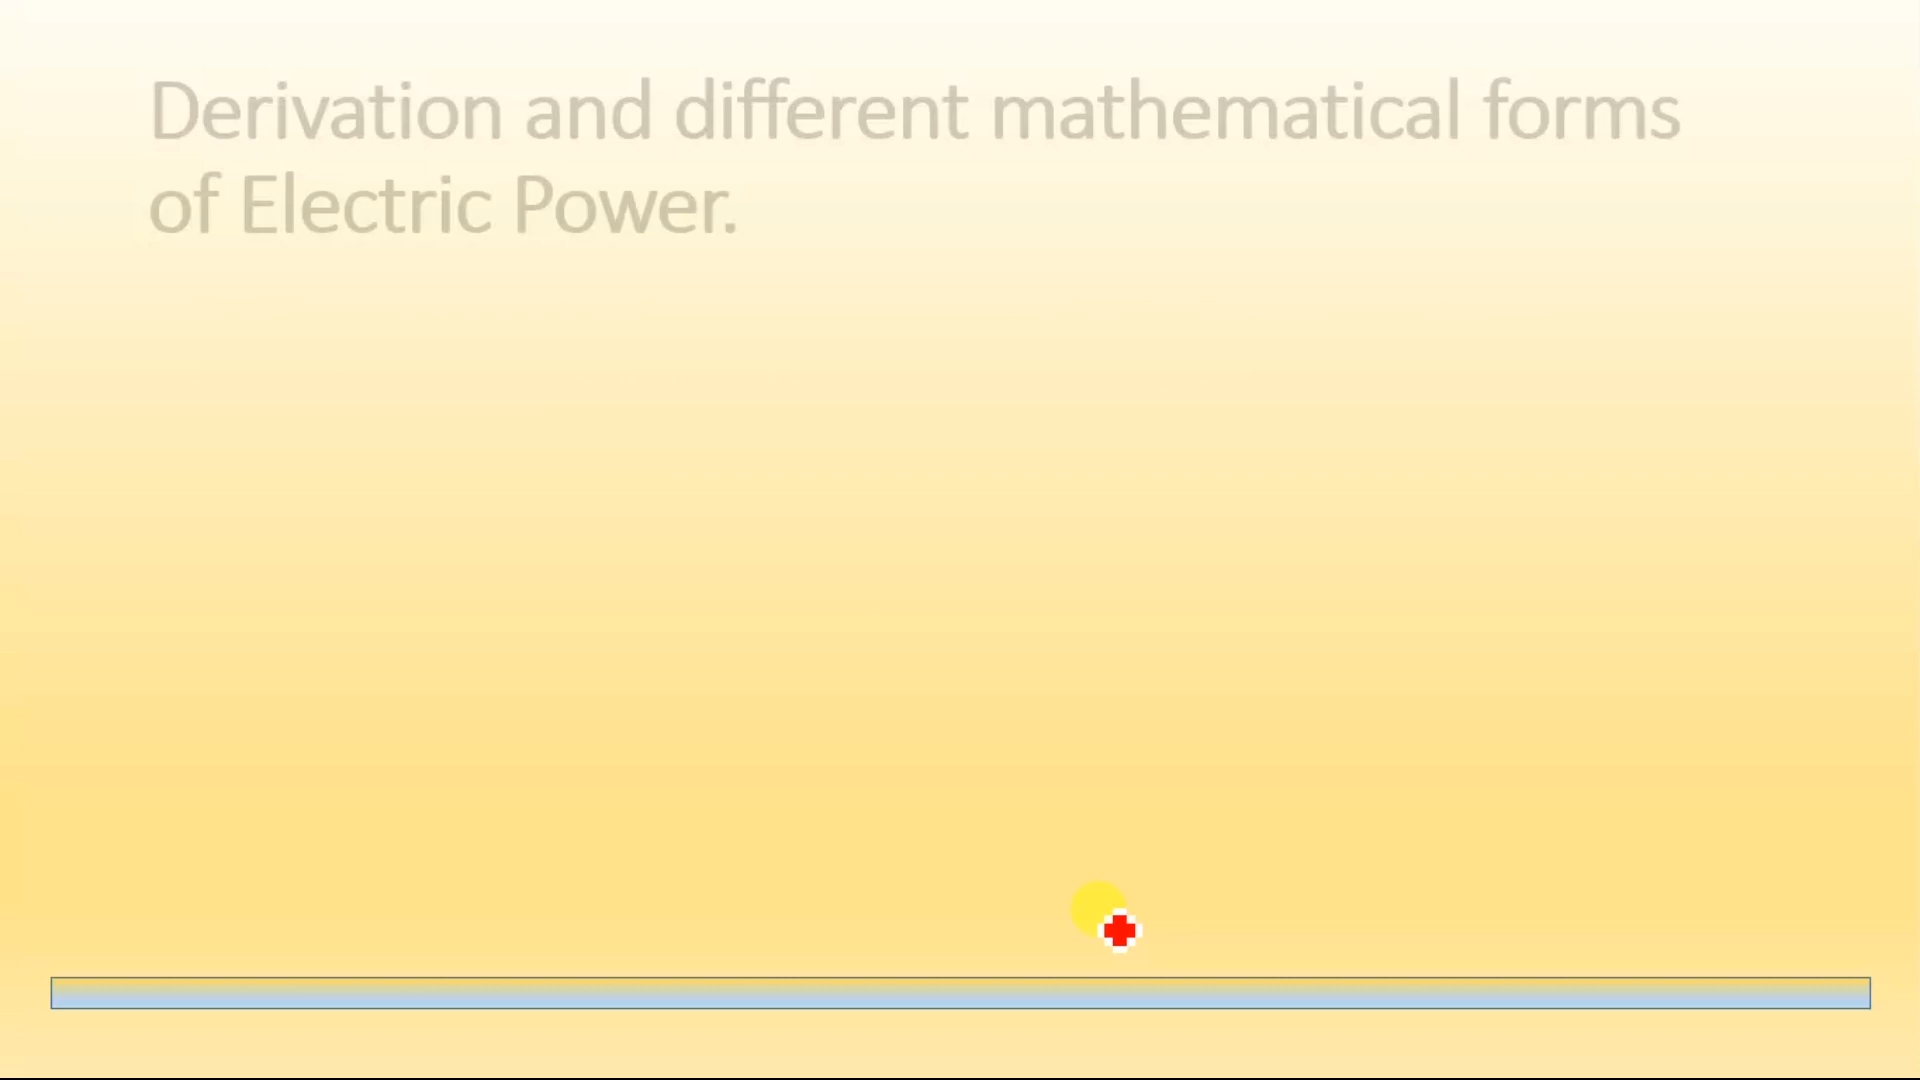 Derivation and different mathematical forms
of Electric Power.